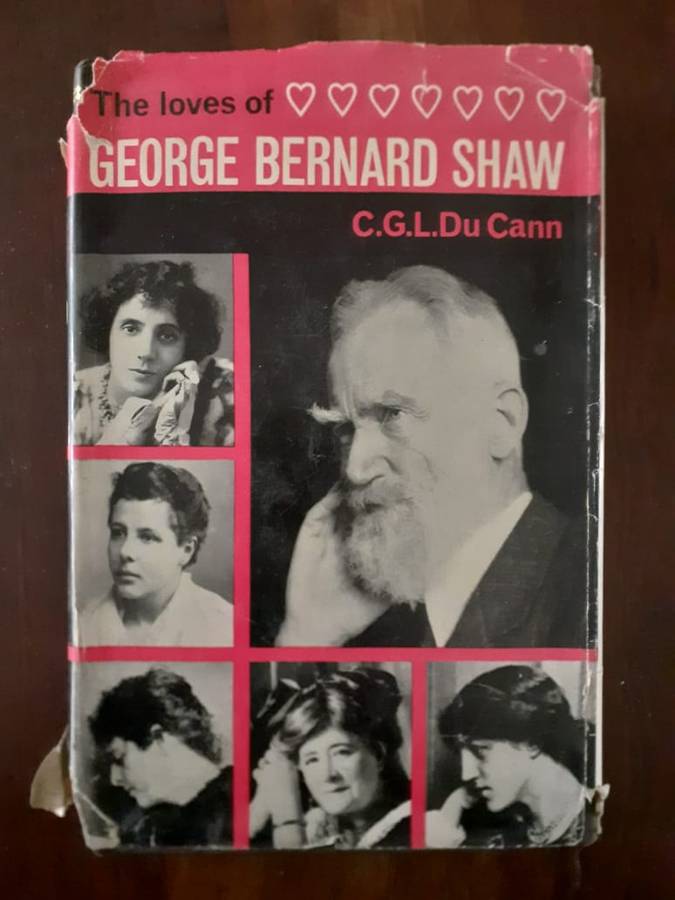 The loves of ♡♡♡♡♡♡♡
GEORGE BERNARD SHAW
C.G.L.Du Cann